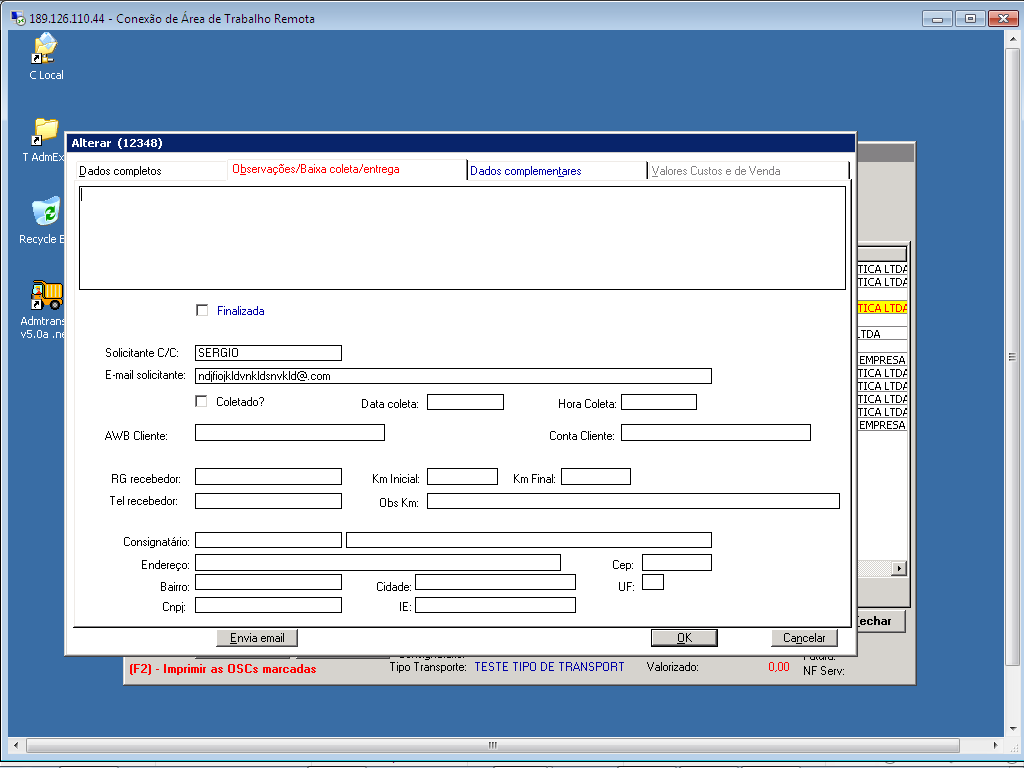 189.126.110.44 - Conexão de Área de Trabalho Remota
C Local
T AdmEx
Recycle B
Admtrans
v5.0a .ne
Alterar (12348)
Dados completos
Observações/Baixa coleta/entrega
Dados complementares
Valores Custos e de Venda
Finalizada
Solicitante C/C: SERGIO
E-mail solicitante: ndjfiojkldvnkldsnvkld@.com
Coletado?
Data coleta:
Hora Coleta:
AWB Cliente:
Conta Cliente:
RG recebedor:
Km Inicial:
Km Final:
Tel recebedor:
Obs Km:
Consignatário:
Endereço:
Cep:
Bairro:
Cidade:
UF:
Cnpj:
IE:
Envia email
OK
Cancelar
TICA LTDA
TICA LTDA
TICA LTDA
LTDA
EMPRESA
TICA LTDA
TICA LTDA
TICA LTDA
TICA LTDA
EMPRESA
echar
(F2) - Imprimir as OSCs marcadas
Tipo Transporte: TESTE TIPO DE TRANSPORT
Valorizado: 0,00
NF Serv: